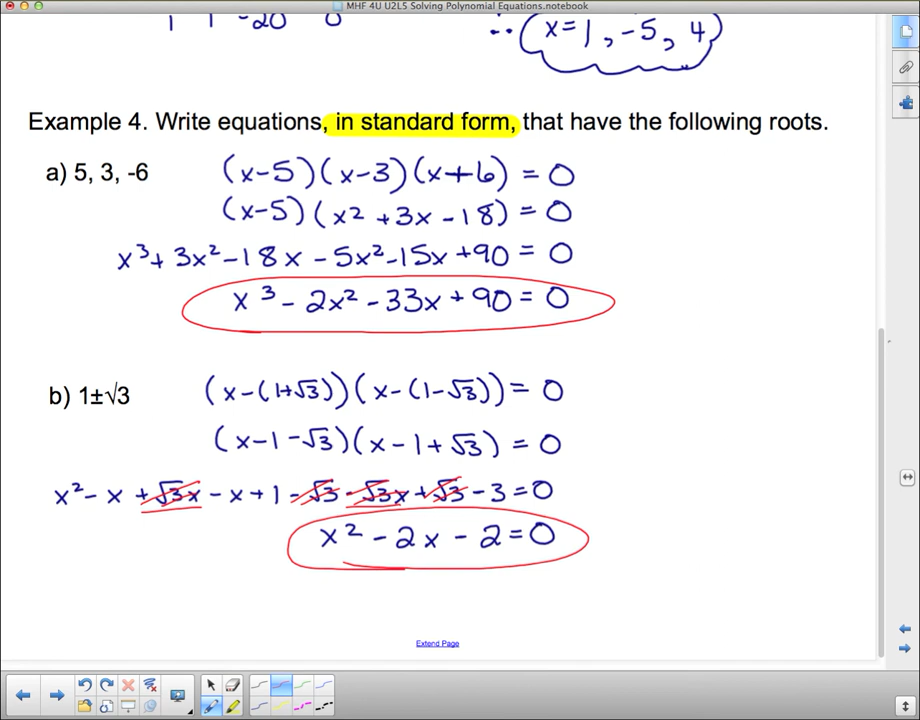 MHF 4U U2L5 Solving Polynomial Equations.notebook
1 1 -20 0
∴ x=1, -5, 4
Example 4. Write equations, in standard form, that have the following roots.
a) 5, 3, -6
(x-5)(x-3)(x+6) = 0
(x-5)(x² +3x -18) = 0
x³+ 3x²-18x -5x²-15x+90 = 0
x³ - 2x² - 33x + 90 = 0
b) 1±√3
(x-(1+√3))(x-(1-√3)) = 0
(x-1-√3)(x-1+√3) = 0
x²- x +√3x - x + 1 -√3 -√3x +√3 -3 = 0
x² - 2x - 2 = 0
Extend Page